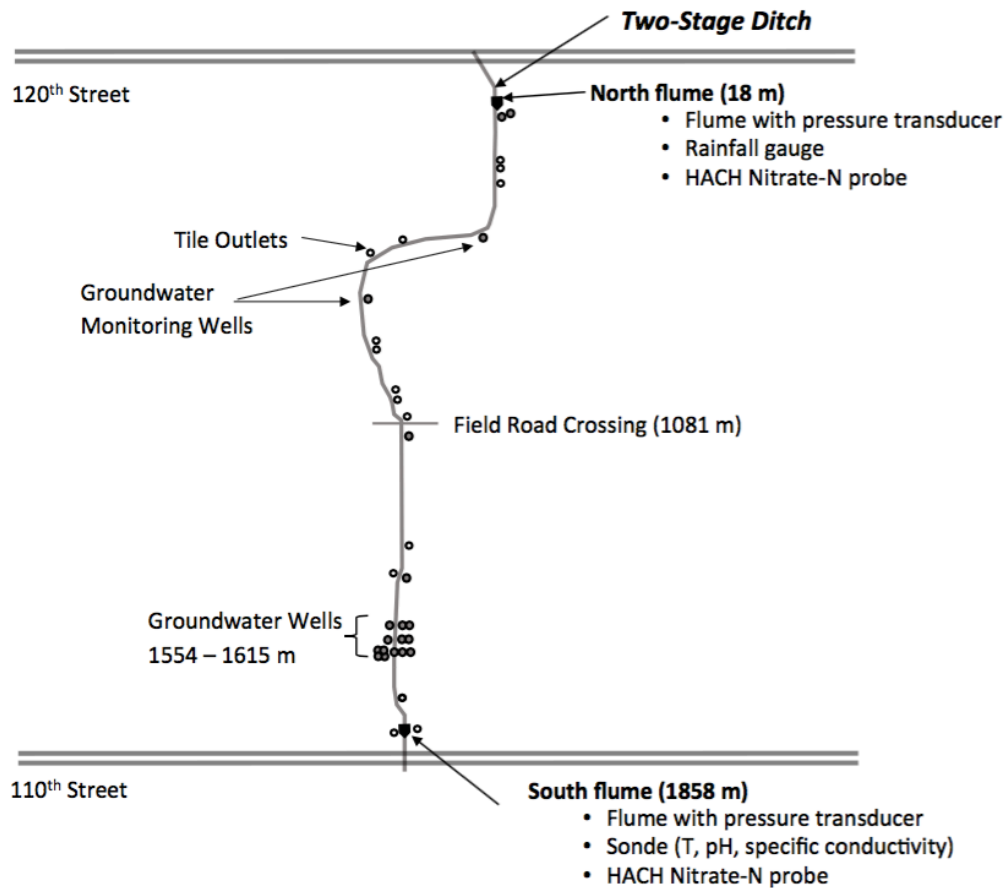 Two-Stage Ditch
120th Street
North flume (18 m)
• Flume with pressure transducer
• Rainfall gauge
• HACH Nitrate-N probe
Tile Outlets
Groundwater
Monitoring Wells
Field Road Crossing (1081 m)
Groundwater Wells
1554 – 1615 m
110th Street
South flume (1858 m)
• Flume with pressure transducer
• Sonde (T, pH, specific conductivity)
• HACH Nitrate-N probe